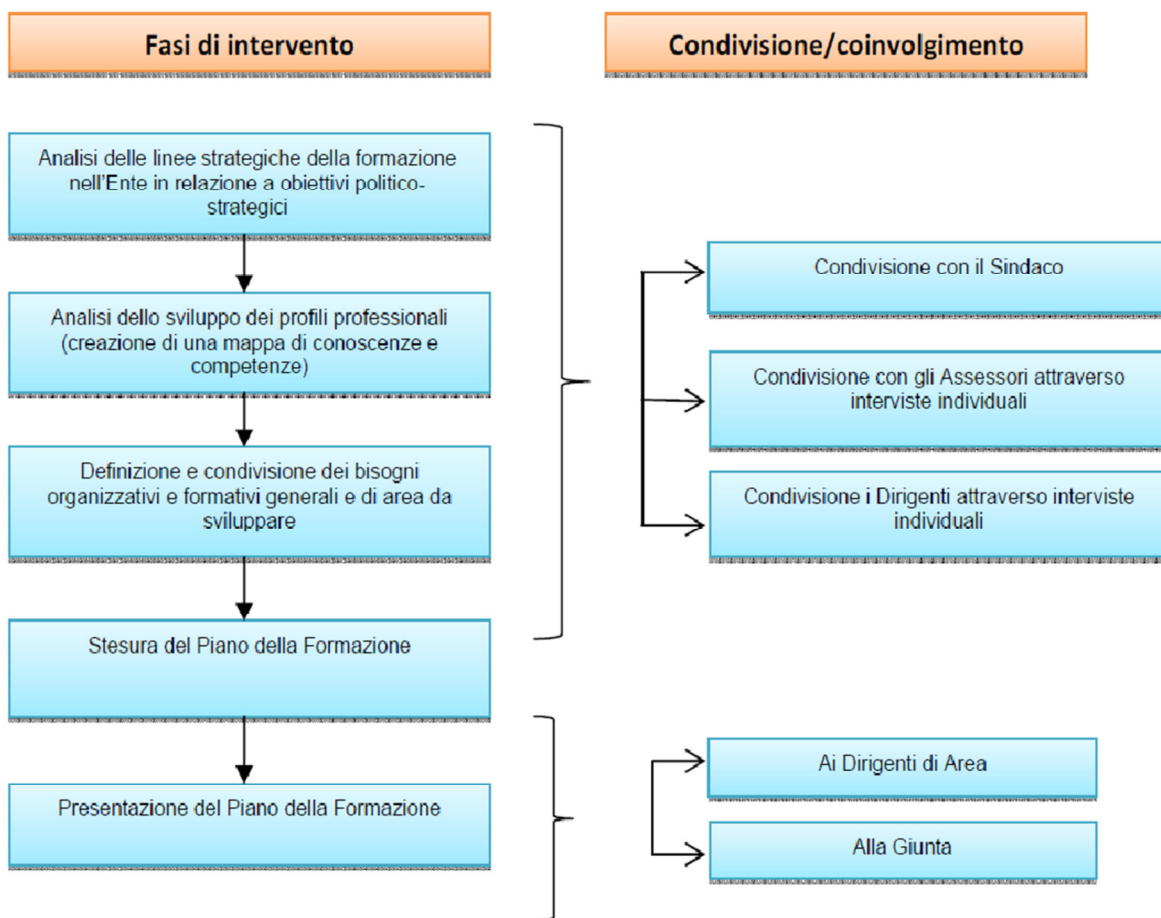 Fasi di intervento
Condivisione/coinvolgimento
Analisi delle linee strategiche della formazione
nell'Ente in relazione a obiettivi politico-
strategici
Analisi dello sviluppo dei profili professionali
(creazione di una mappa di conoscenze e
competenze)
Definizione e condivisione dei bisogni
organizzativi e formativi generali e di area da
sviluppare
Stesura del Piano della Formazione
Presentazione del Piano della Formazione
Condivisione con il Sindaco
Condivisione con gli Assessori attraverso
interviste individuali
Condivisione i Dirigenti attraverso interviste
individuali
Ai Dirigenti di Area
Alla Giunta